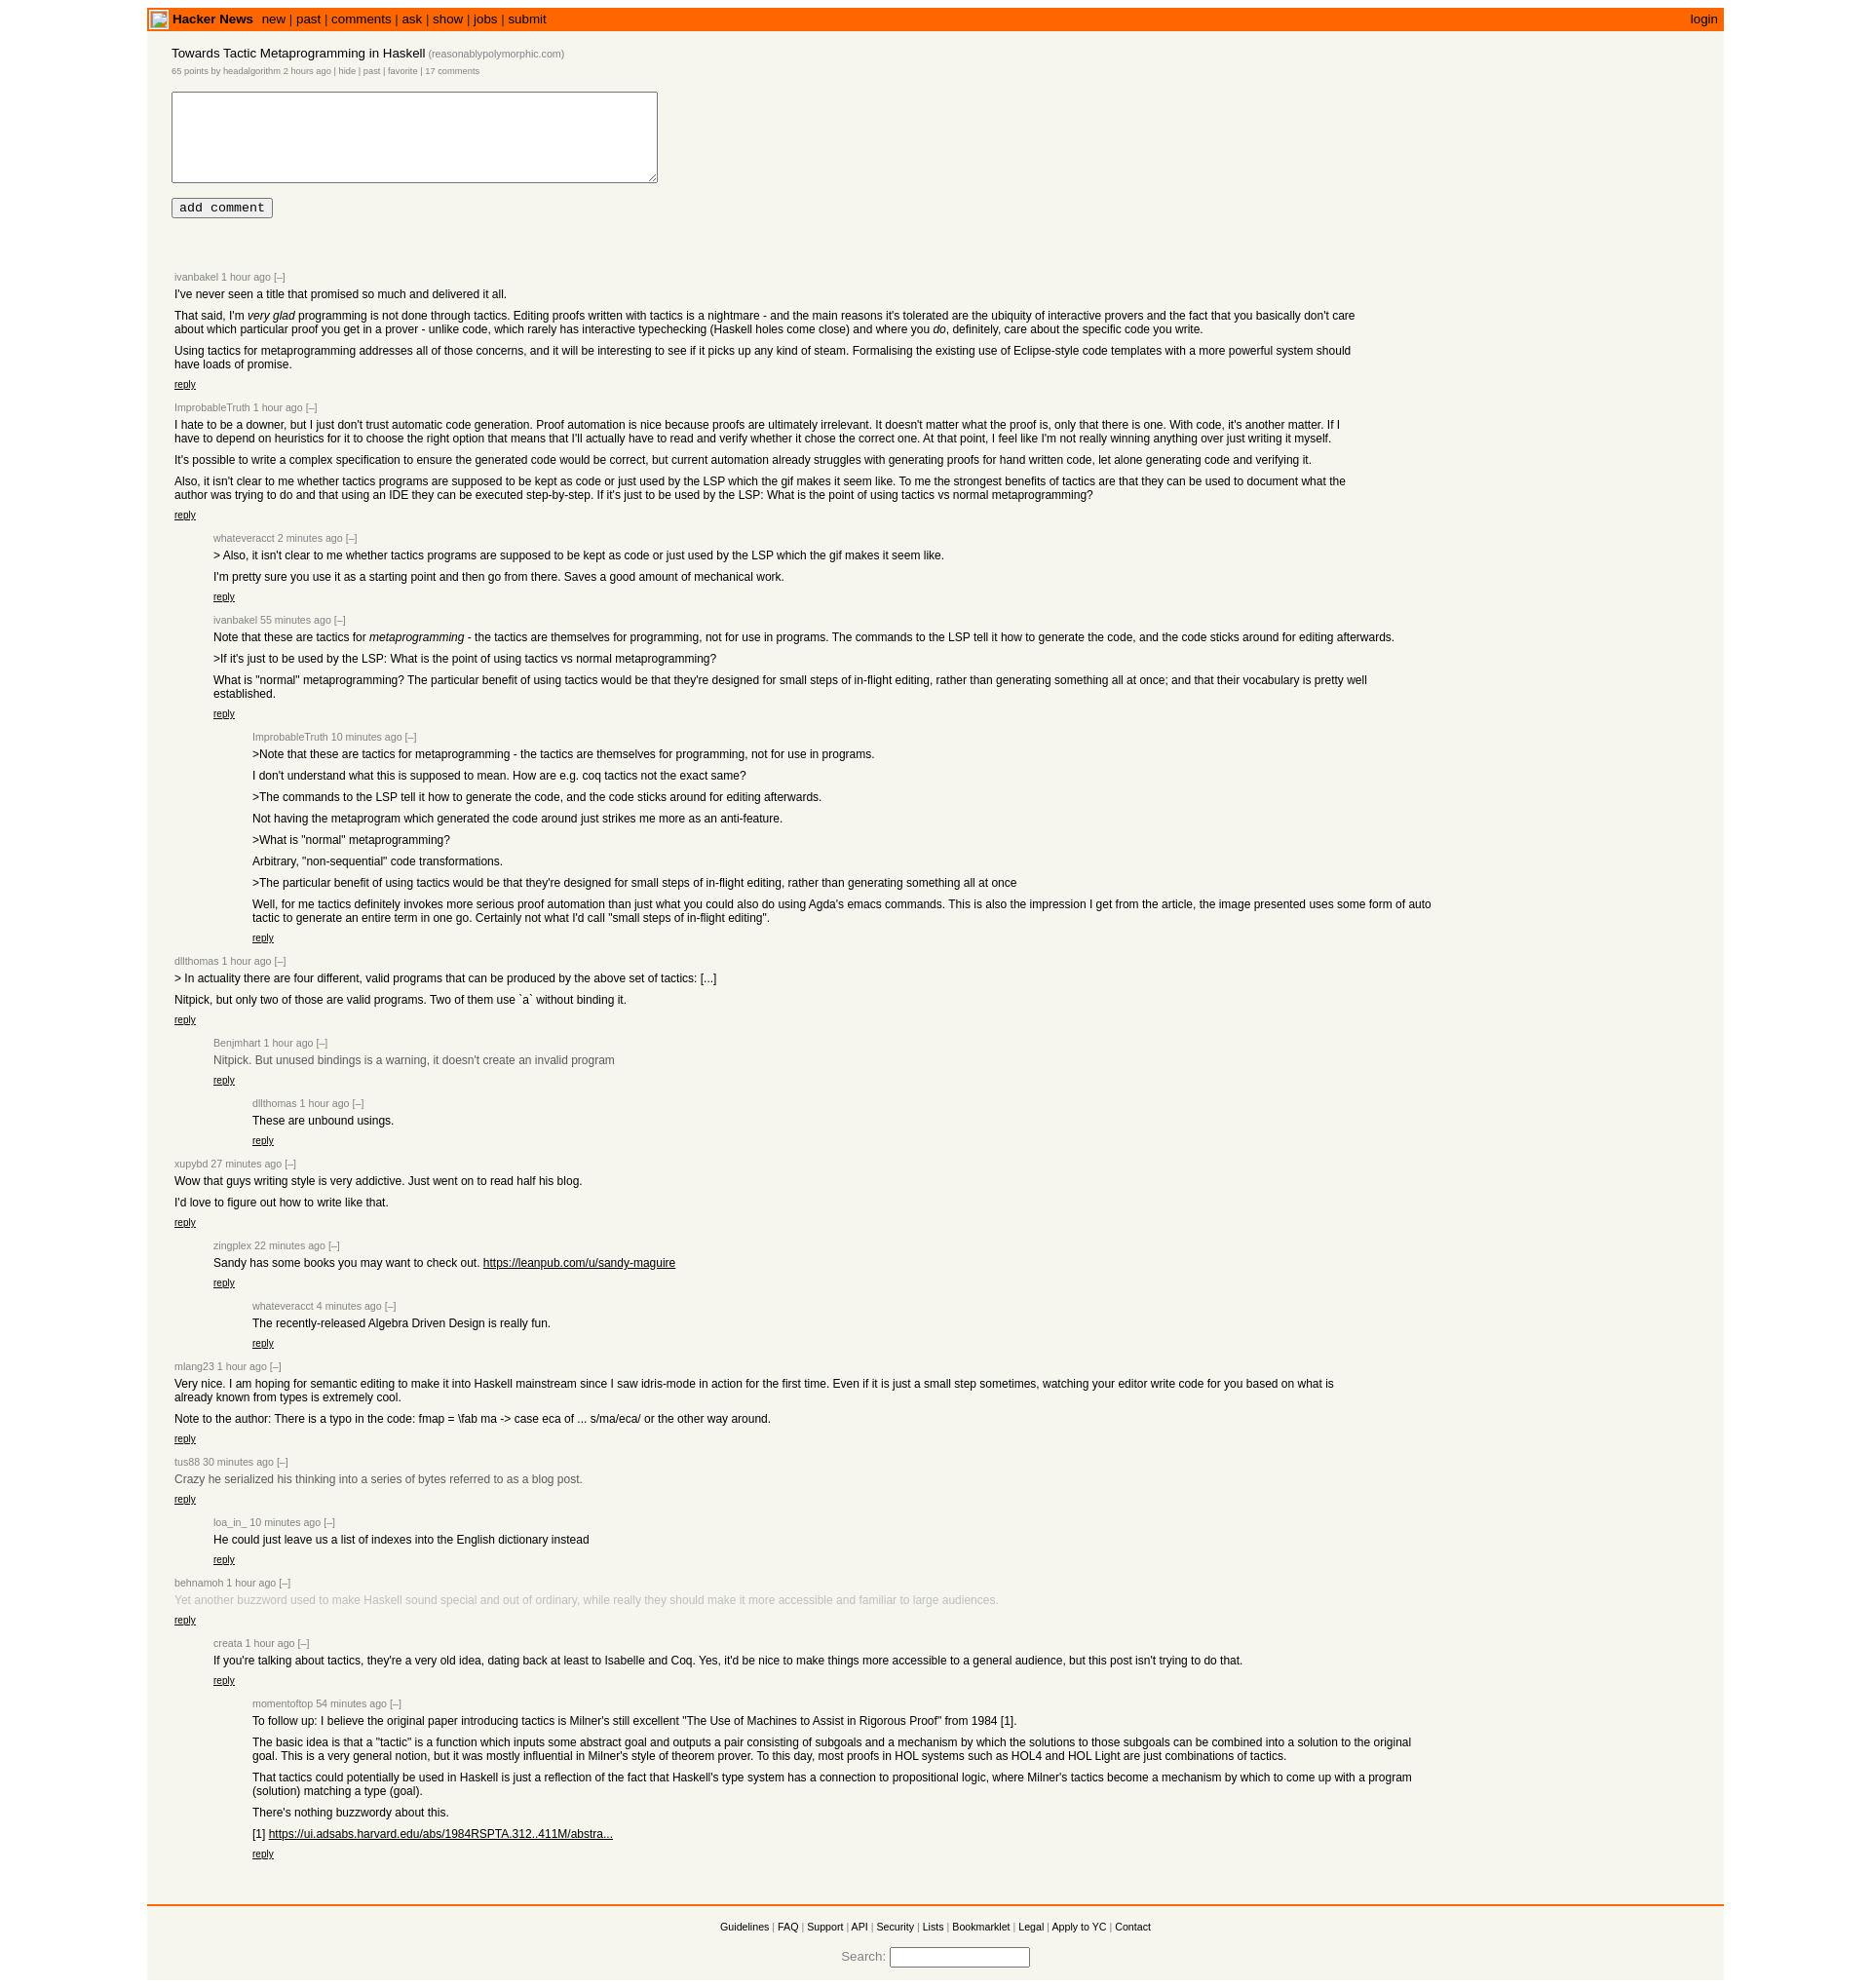 Hacker News new | past | comments | ask | show | jobs | submit login
Towards Tactic Metaprogramming in Haskell (reasonablypolymorphic.com)
65 points by headalgorithm 2 hours ago | hide | past | favorite | 17 comments
add comment
ivanbakel 1 hour ago [–]
I've never seen a title that promised so much and delivered it all.
That said, I'm very glad programming is not done through tactics. Editing proofs written with tactics is a nightmare - and the main reasons it's tolerated are the ubiquity of interactive provers and the fact that you basically don't care
about which particular proof you get in a prover - unlike code, which rarely has interactive typechecking (Haskell holes come close) and where you do, definitely, care about the specific code you write.
Using tactics for metaprogramming addresses all of those concerns, and it will be interesting to see if it picks up any kind of steam. Formalising the existing use of Eclipse-style code templates with a more powerful system should
have loads of promise.
reply
ImprobableTruth 1 hour ago [–]
I hate to be a downer, but I just don't trust automatic code generation. Proof automation is nice because proofs are ultimately irrelevant. It doesn't matter what the proof is, only that there is one. With code, it's another matter. If I
have to depend on heuristics for it to choose the right option that means that I'll actually have to read and verify whether it chose the correct one. At that point, I feel like I'm not really winning anything over just writing it myself.
It's possible to write a complex specification to ensure the generated code would be correct, but current automation already struggles with generating proofs for hand written code, let alone generating code and verifying it.
Also, it isn't clear to me whether tactics programs are supposed to be kept as code or just used by the LSP which the gif makes it seem like. To me the strongest benefits of tactics are that they can be used to document what the
author was trying to do and that using an IDE they can be executed step-by-step. If it's just to be used by the LSP: What is the point of using tactics vs normal metaprogramming?
reply
whateveracct 2 minutes ago [–]
> Also, it isn't clear to me whether tactics programs are supposed to be kept as code or just used by the LSP which the gif makes it seem like.
I'm pretty sure you use it as a starting point and then go from there. Saves a good amount of mechanical work.
reply
ivanbakel 55 minutes ago [–]
Note that these are tactics for metaprogramming - the tactics are themselves for programming, not for use in programs. The commands to the LSP tell it how to generate the code, and the code sticks around for editing afterwards.
>If it's just to be used by the LSP: What is the point of using tactics vs normal metaprogramming?
What is "normal" metaprogramming? The particular benefit of using tactics would be that they're designed for small steps of in-flight editing, rather than generating something all at once; and that their vocabulary is pretty well
established.
reply
ImprobableTruth 10 minutes ago [–]
>Note that these are tactics for metaprogramming - the tactics are themselves for programming, not for use in programs.
I don't understand what this is supposed to mean. How are e.g. coq tactics not the exact same?
>The commands to the LSP tell it how to generate the code, and the code sticks around for editing afterwards.
Not having the metaprogram which generated the code around just strikes me more as an anti-feature.
>What is "normal" metaprogramming?
Arbitrary, "non-sequential" code transformations.
>The particular benefit of using tactics would be that they're designed for small steps of in-flight editing, rather than generating something all at once
Well, for me tactics definitely invokes more serious proof automation than just what you could also do using Agda's emacs commands. This is also the impression I get from the article, the image presented uses some form of auto
tactic to generate an entire term in one go. Certainly not what I'd call "small steps of in-flight editing".
reply
dllthomas 1 hour ago [–]
> In actuality there are four different, valid programs that can be produced by the above set of tactics: [...]
Nitpick, but only two of those are valid programs. Two of them use `a` without binding it.
reply
Benjmhart 1 hour ago [–]
Nitpick. But unused bindings is a warning, it doesn't create an invalid program
reply
dllthomas 1 hour ago [–]
These are unbound usings.
reply
xupybd 27 minutes ago [–]
Wow that guys writing style is very addictive. Just went on to read half his blog.
I'd love to figure out how to write like that.
reply
zingplex 22 minutes ago [–]
Sandy has some books you may want to check out. https://leanpub.com/u/sandy-maguire
reply
whateveracct 4 minutes ago [–]
The recently-released Algebra Driven Design is really fun.
reply
mlang23 1 hour ago [–]
Very nice. I am hoping for semantic editing to make it into Haskell mainstream since I saw idris-mode in action for the first time. Even if it is just a small step sometimes, watching your editor write code for you based on what is
already known from types is extremely cool.
Note to the author: There is a typo in the code: fmap = \fab ma -> case eca of ... s/ma/eca/ or the other way around.
reply
tus88 30 minutes ago [–]
Crazy he serialized his thinking into a series of bytes referred to as a blog post.
reply
loa_in_ 10 minutes ago [–]
He could just leave us a list of indexes into the English dictionary instead
reply
behnamoh 1 hour ago [–]
Yet another buzzword used to make Haskell sound special and out of ordinary, while really they should make it more accessible and familiar to large audiences.
reply
creata 1 hour ago [–]
If you're talking about tactics, they're a very old idea, dating back at least to Isabelle and Coq. Yes, it'd be nice to make things more accessible to a general audience, but this post isn't trying to do that.
reply
momentoftop 54 minutes ago [–]
To follow up: I believe the original paper introducing tactics is Milner's still excellent "The Use of Machines to Assist in Rigorous Proof" from 1984 [1].
The basic idea is that a "tactic" is a function which inputs some abstract goal and outputs a pair consisting of subgoals and a mechanism by which the solutions to those subgoals can be combined into a solution to the original
goal. This is a very general notion, but it was mostly influential in Milner's style of theorem prover. To this day, most proofs in HOL systems such as HOL4 and HOL Light are just combinations of tactics.
That tactics could potentially be used in Haskell is just a reflection of the fact that Haskell's type system has a connection to propositional logic, where Milner's tactics become a mechanism by which to come up with a program
(solution) matching a type (goal).
There's nothing buzzwordy about this.
[1] https://ui.adsabs.harvard.edu/abs/1984RSPTA.312..411M/abstra...
reply
Guidelines | FAQ | Support | API | Security | Lists | Bookmarklet | Legal | Apply to YC | Contact
Search: